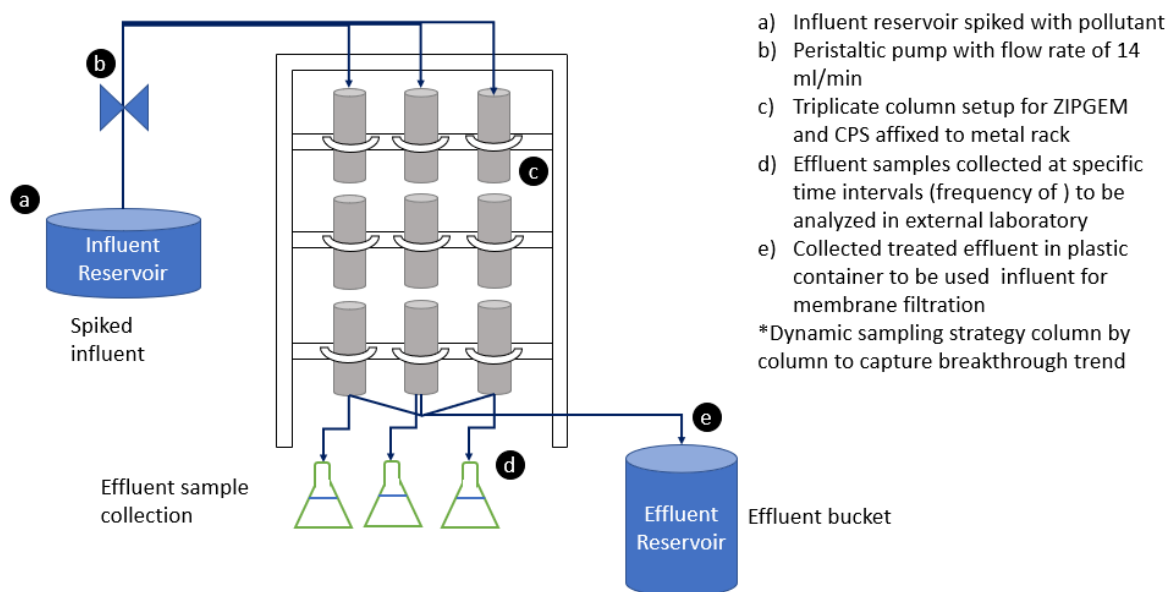 a) Influent reservoir spiked with pollutant
b) Peristaltic pump with flow rate of 14
ml/min
c) Triplicate column setup for ZIPGEM
and CPS affixed to metal rack
d) Effluent samples collected at specific
time intervals (frequency of ) to be
analyzed in external laboratory
e) Collected treated effluent in plastic
container to be used  influent for
membrane filtration
*Dynamic sampling strategy column by
column to capture breakthrough trend
b
a
c
Influent
Reservoir
Spiked
influent
e
d
Effluent sample
collection
Effluent
Reservoir
Effluent bucket